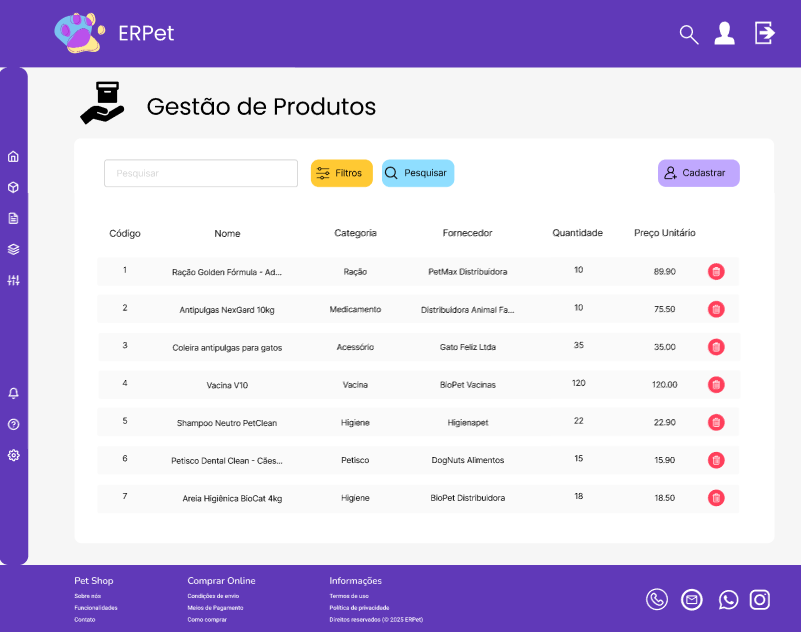 ERPet
Gestão de Produtos
Pesquisar Filtros Pesquisar Cadastrar
Código Nome Categoria Fornecedor Quantidade Preço Unitário
1 Ração Golden Fórmula - Ad... Ração PetMax Distribuidora 10 89.90
2 Antipulgas NexGard 10kg Medicamento Distribuidora Animal Fa... 10 75.50
3 Coleira antipulgas para gatos Acessório Gato Feliz Ltda 35 35.00
4 Vacina V10 Vacina BioPet Vacinas 120 120.00
5 Shampoo Neutro PetClean Higiene Higienapet 22 22.90
6 Petisco Dental Clean - Cães... Petisco DogNuts Alimentos 15 15.90
7 Areia Higiênica BioCat 4kg Higiene BioPet Distribuidora 18 18.50
Pet Shop Comprar Online Informações
Sobre nós Condições de envio Termos de uso
Funcionalidades Meios de Pagamento Política de privacidade
Contato Como comprar Direitos reservados (© 2025 ERPet)